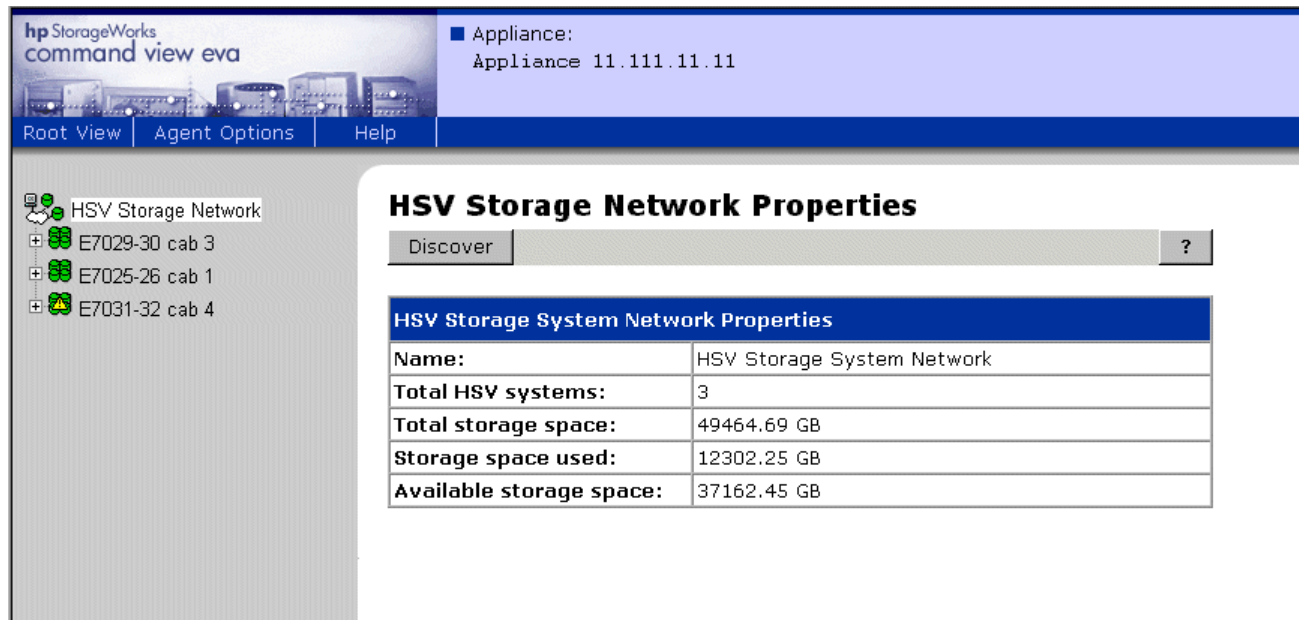 hp StorageWorks
command view eva
Appliance:
Appliance 11.111.11.11
Root View Agent Options Help
HSV Storage Network
E7029-30 cab 3
E7025-26 cab 1
E7031-32 cab 4
HSV Storage Network Properties
Discover ?
HSV Storage System Network Properties
Name: HSV Storage System Network
Total HSV systems: 3
Total storage space: 49464.69 GB
Storage space used: 12302.25 GB
Available storage space: 37162.45 GB